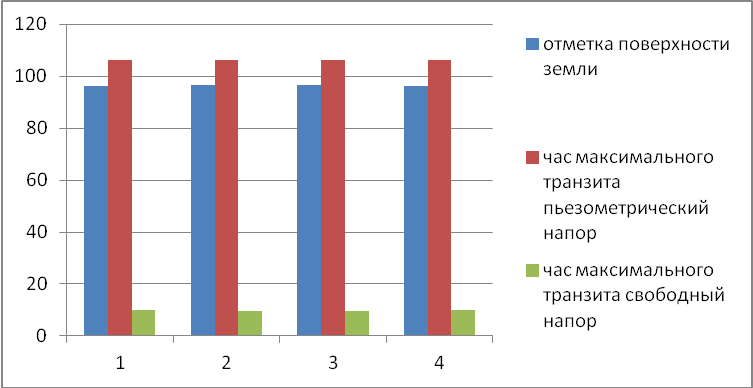 120
100
80
60
40
20
0
1 2 3 4
отметка поверхности
земли
час максимального
транзита
пьезометрический
напор
час максимального
транзита свободный
напор